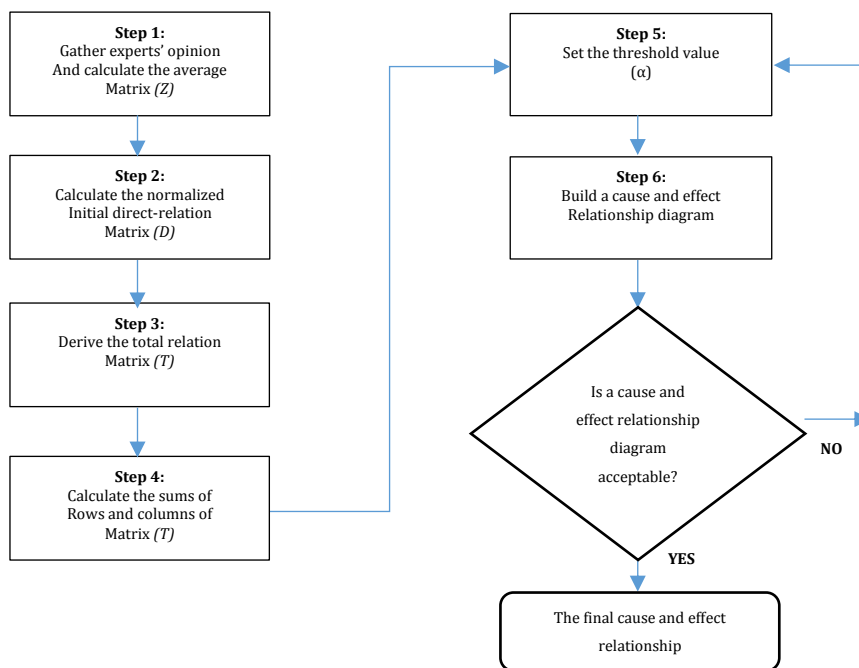 Step 1:
Gather experts' opinion
And calculate the average
Matrix (Z)
Step 2:
Calculate the normalized
Initial direct-relation
Matrix (D)
Step 3:
Derive the total relation
Matrix (T)
Step 4:
Calculate the sums of
Rows and columns of
Matrix (T)
Step 5:
Set the threshold value
(α)
Step 6:
Build a cause and effect
Relationship diagram
Is a cause and
effect relationship
diagram
acceptable?
NO
YES
The final cause and effect
relationship